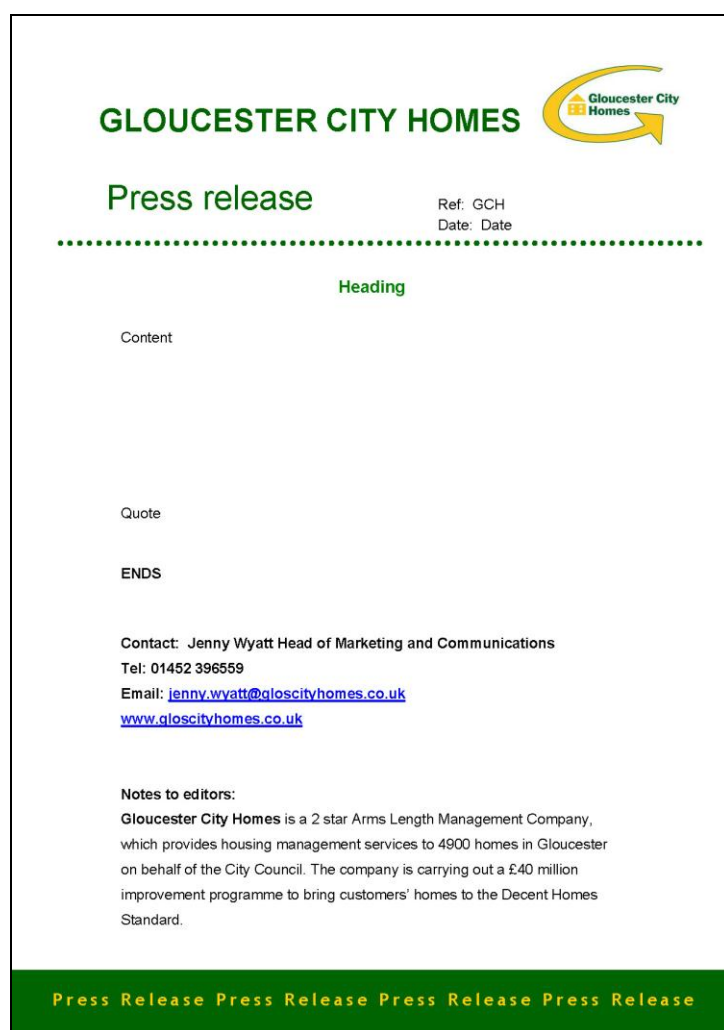 GLOUCESTER CITY HOMES
Gloucester City
Homes
Press release
Ref: GCH
Date: Date
Heading
Content
Quote
ENDS
Contact: Jenny Wyatt Head of Marketing and Communications
Tel: 01452 396559
Email: jenny.wyatt@gloscityhomes.co.uk
www.gloscityhomes.co.uk
Notes to editors:
Gloucester City Homes is a 2 star Arms Length Management Company,
which provides housing management services to 4900 homes in Gloucester
on behalf of the City Council. The company is carrying out a £40 million
improvement programme to bring customers' homes to the Decent Homes
Standard.
Press Release Press Release Press Release Press Release